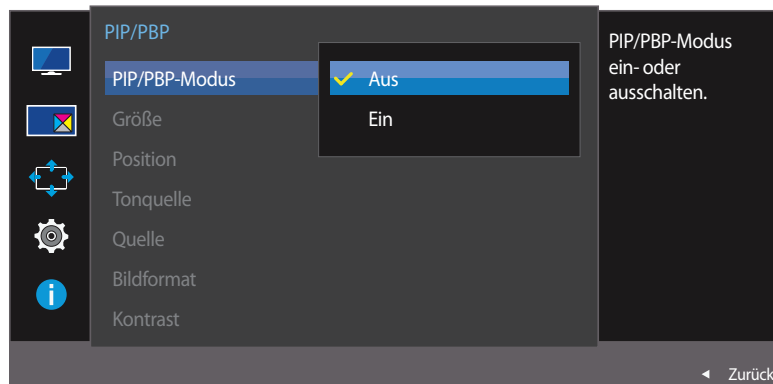 PIP/PBP
PIP/PBP-Modus
Aus
Ein
Größe
Position
Tonquelle
Quelle
Bildformat
Kontrast
PIP/PBP-Modus
ein- oder
ausschalten.
Zurück